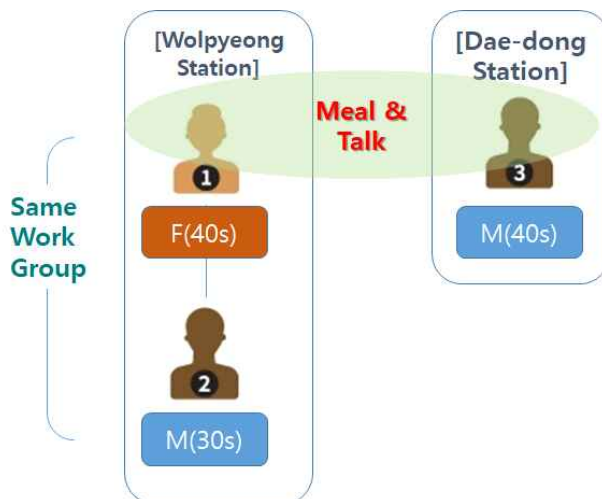 [Wolpyeong
Station]
[Dae-dong
Station]
Meal &
Talk
1
3
Same
Work
Group
F(40s)
M(40s)
2
M(30s)